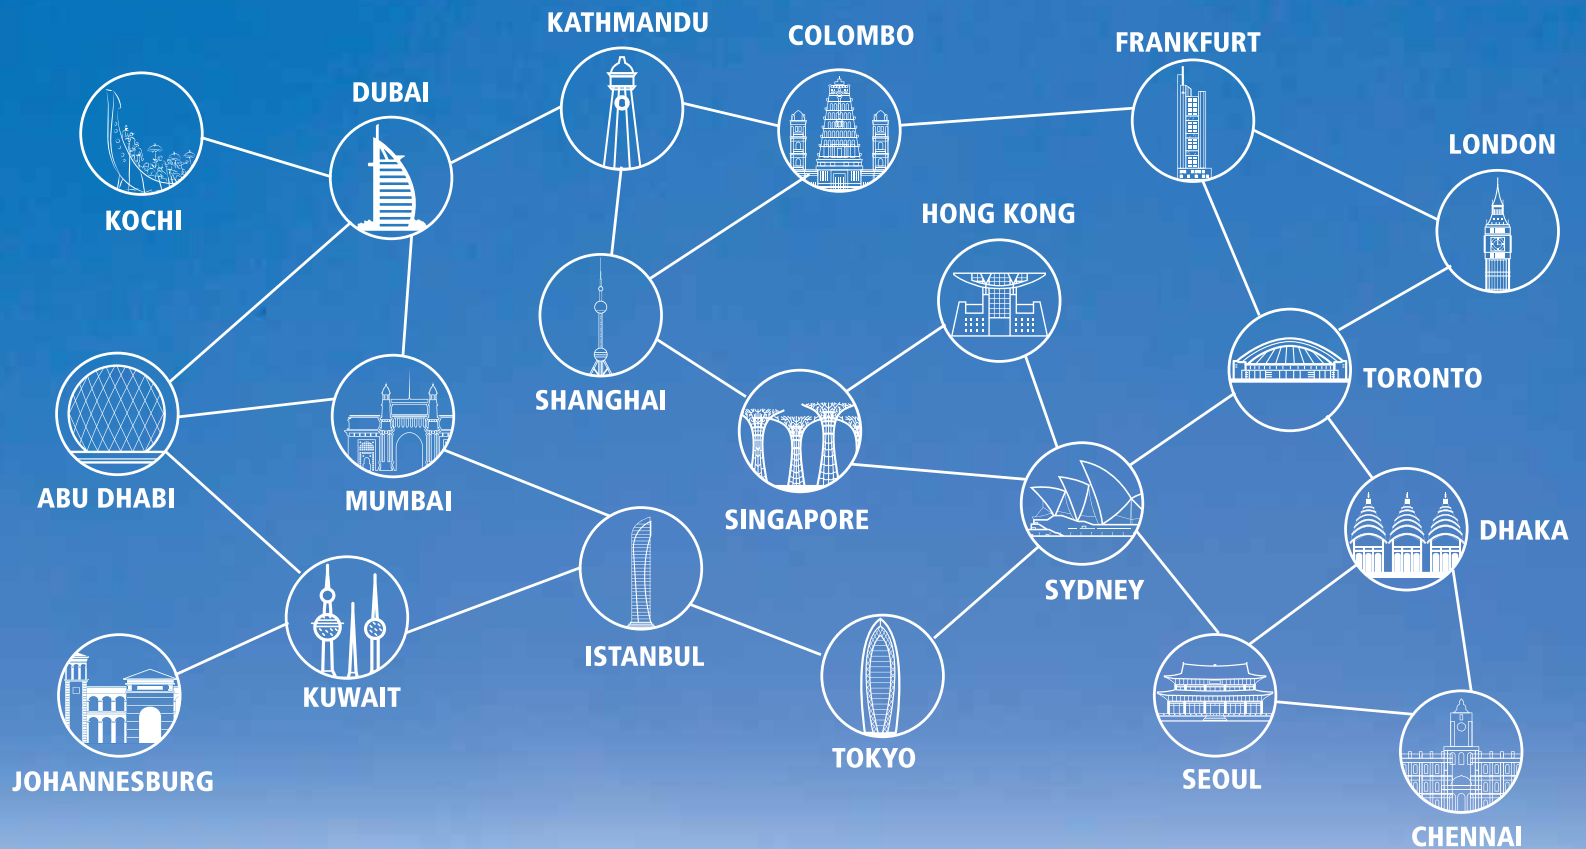 KATHMANDU
COLOMBO
FRANKFURT
DUBAI
LONDON
KOCHI
HONG KONG
TORONTO
SHANGHAI
ABU DHABI
MUMBAI
SINGAPORE
DHAKA
SYDNEY
ISTANBUL
KUWAIT
TOKYO
SEOUL
JOHANNESBURG
CHENNAI